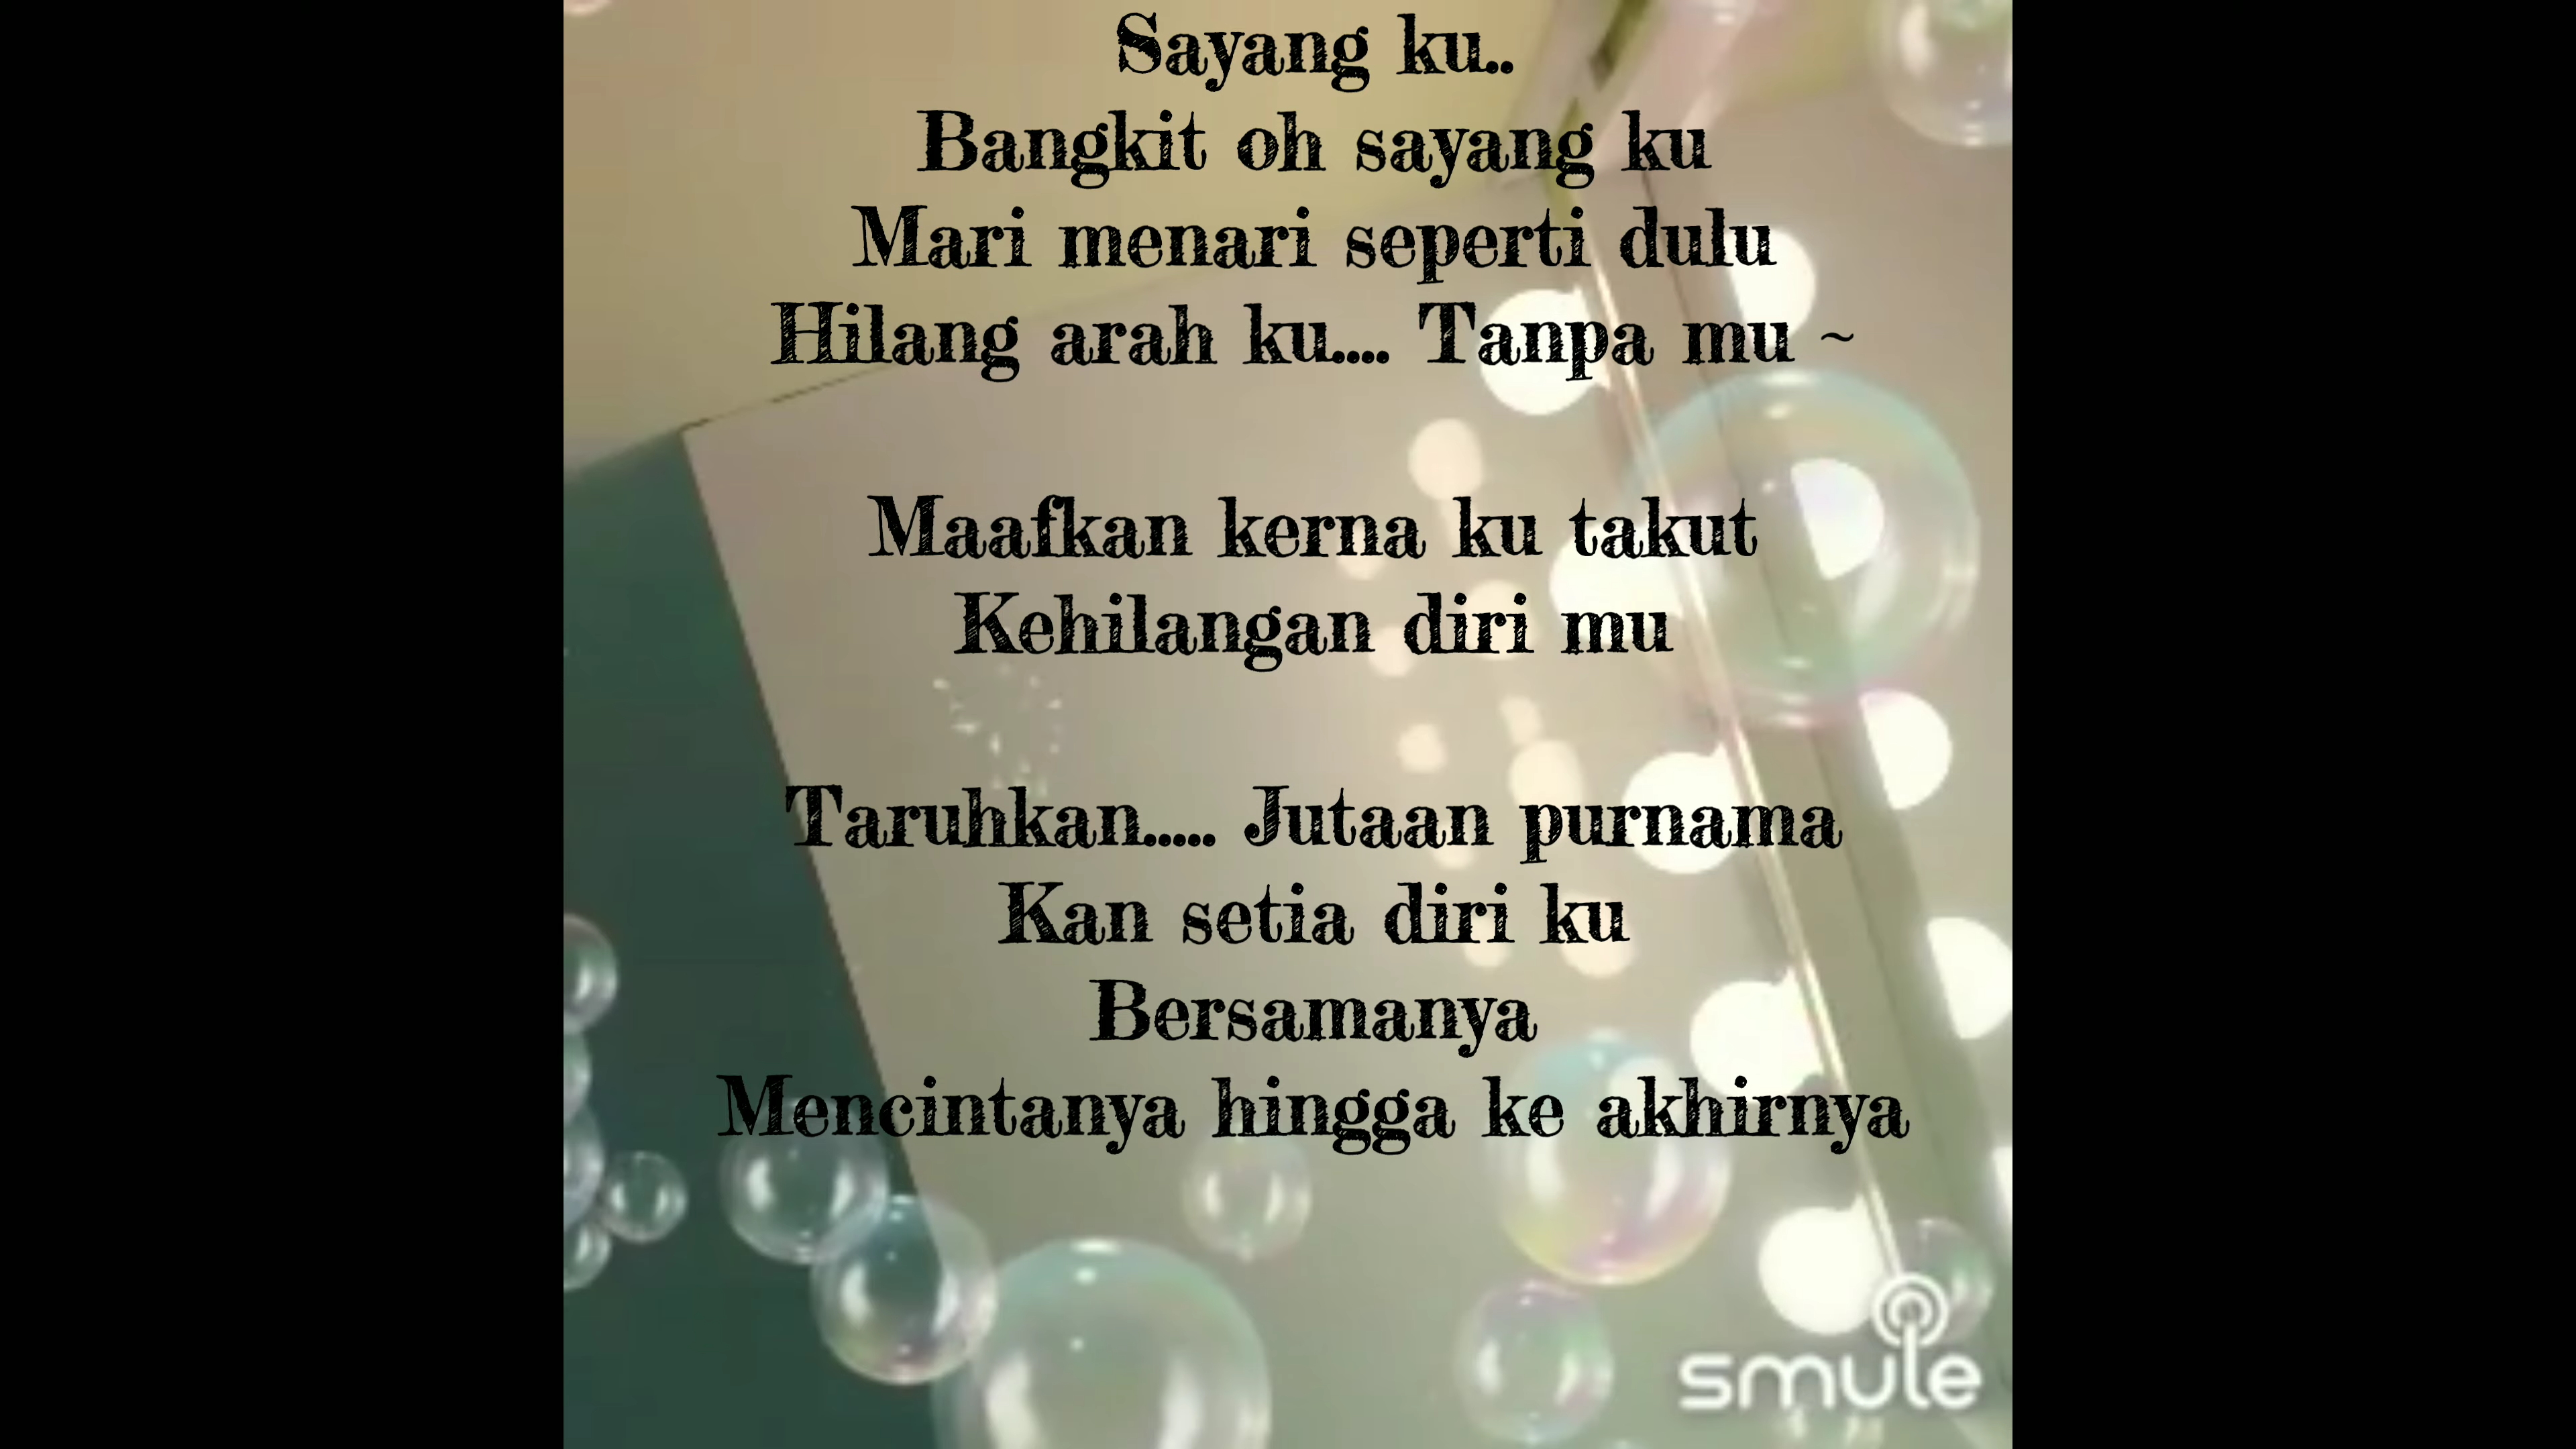 Sayang ku..
Bangkit oh sayang ku
Mari menari seperti dulu
Hilang arah ku.... Tanpa mu ~
Maafkan kerna ku takut
Kehilangan diri mu
Taruhkan..... Jutaan purnama
Kan setia diri ku
Bersamanya
Mencintanya hingga ke akhirnya
smule